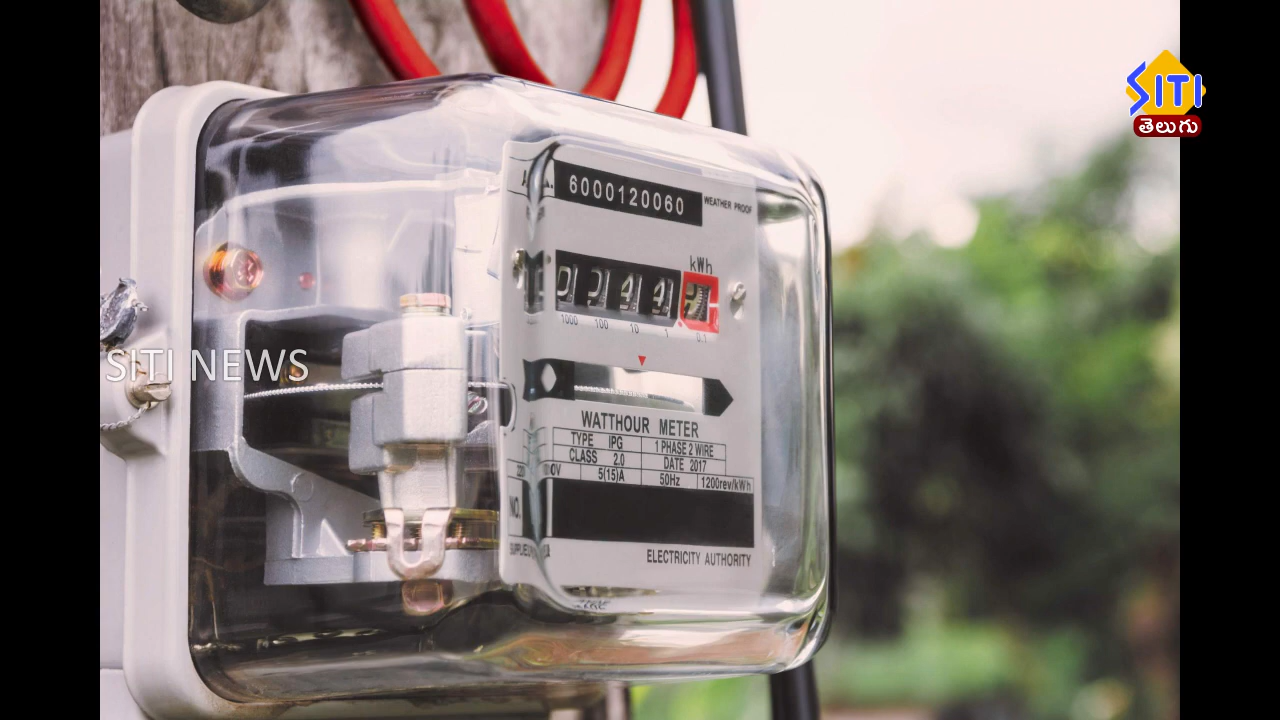 SITI
తెలుగు
6000120060
WEATHER PROOF
kWh
1000 100 10 1 0.1
SITI NEWS
WATTHOUR METER
TYPE IPG 1 PHASE 2 WIRE
CLASS 2.0 DATE 2017
5(15)A 50Hz 1200rev/kWh
NO.
ELECTRICITY AUTHORITY